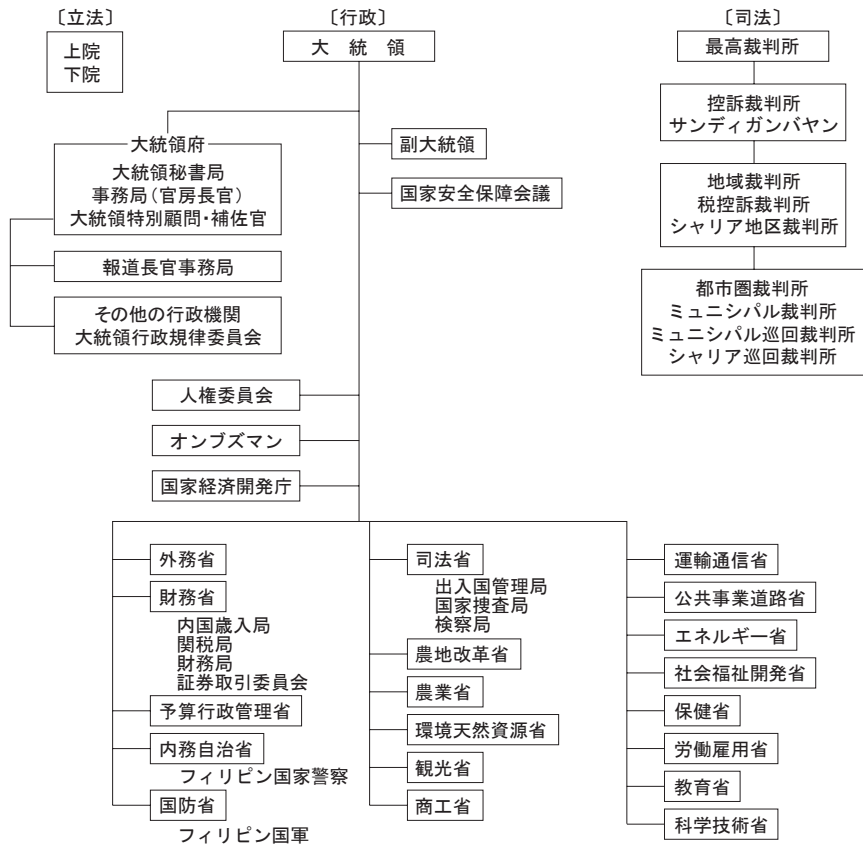 〔立法〕
上院
下院
〔行政〕
大統領
大統領府
大統領秘書局
事務局(官房長官)
大統領特別顧問・補佐官
報道長官事務局
その他の行政機関
大統領行政規律委員会
副大統領
国家安全保障会議
人権委員会
オンブズマン
国家経済開発庁
外務省
財務省
内国歳入局
関税局
財務局
証券取引委員会
予算行政管理省
内務自治省
フィリピン国家警察
国防省
フィリピン国軍
司法省
出入国管理局
国家捜査局
検察局
農地改革省
農業省
環境天然資源省
観光省
商工省
運輸通信省
公共事業道路省
エネルギー省
社会福祉開発省
保健省
労働雇用省
教育省
科学技術省
〔司法〕
最高裁判所
控訴裁判所
サンディガンバヤン
地域裁判所
税控訴裁判所
シャリア地区裁判所
都市圏裁判所
ミュニシパル裁判所
ミュニシパル巡回裁判所
シャリア巡回裁判所